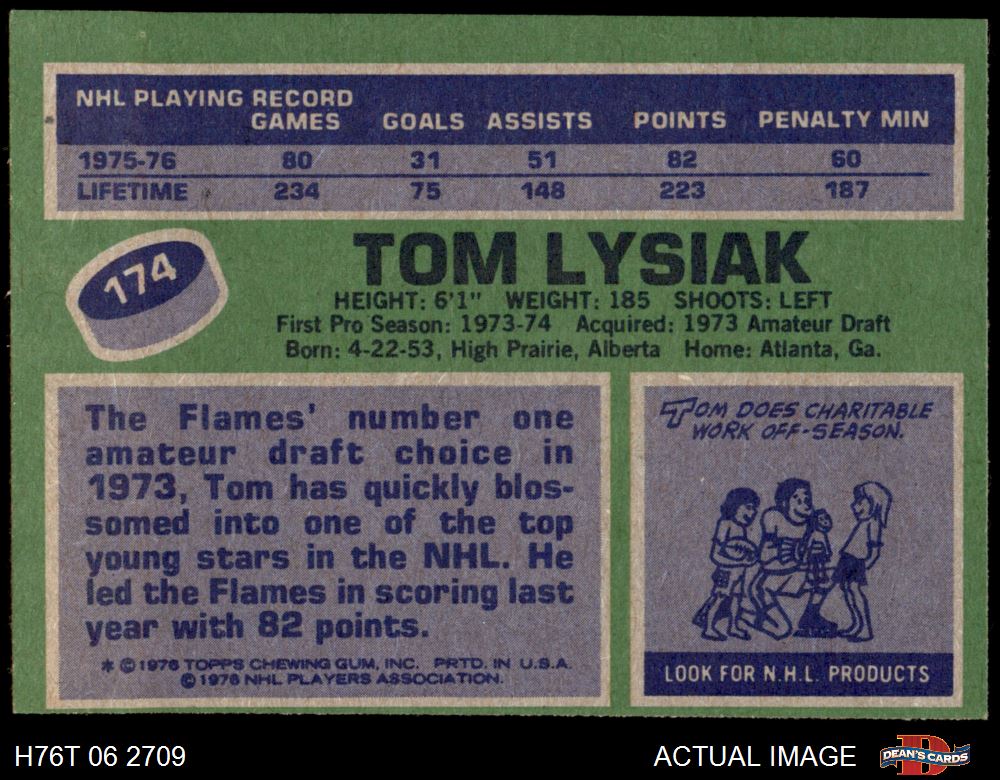 NHL PLAYING RECORD
GAMES GOALS ASSISTS POINTS PENALTY MIN
1975-76 80 31 51 82 60
LIFETIME 234 75 148 223 187
174
TOM LYSIAK
HEIGHT: 6'1" WEIGHT: 185 SHOOTS: LEFT
First Pro Season: 1973-74 Acquired: 1973 Amateur Draft
Born: 4-22-53, High Prairie, Alberta Home: Atlanta, Ga.
The Flames' number one
amateur draft choice in
1973, Tom has quickly blos-
somed into one of the top
young stars in the NHL. He
led the Flames in scoring last
year with 82 points.
* © 1976 TOPPS CHEWING GUM, INC. PRTD. IN U.S.A.
© 1976 NHL PLAYERS ASSOCIATION.
TOM DOES CHARITABLE
WORK OFF-SEASON.
LOOK FOR N.H.L. PRODUCTS
H76T 06 2709
ACTUAL IMAGE
DEAN'S CARDS